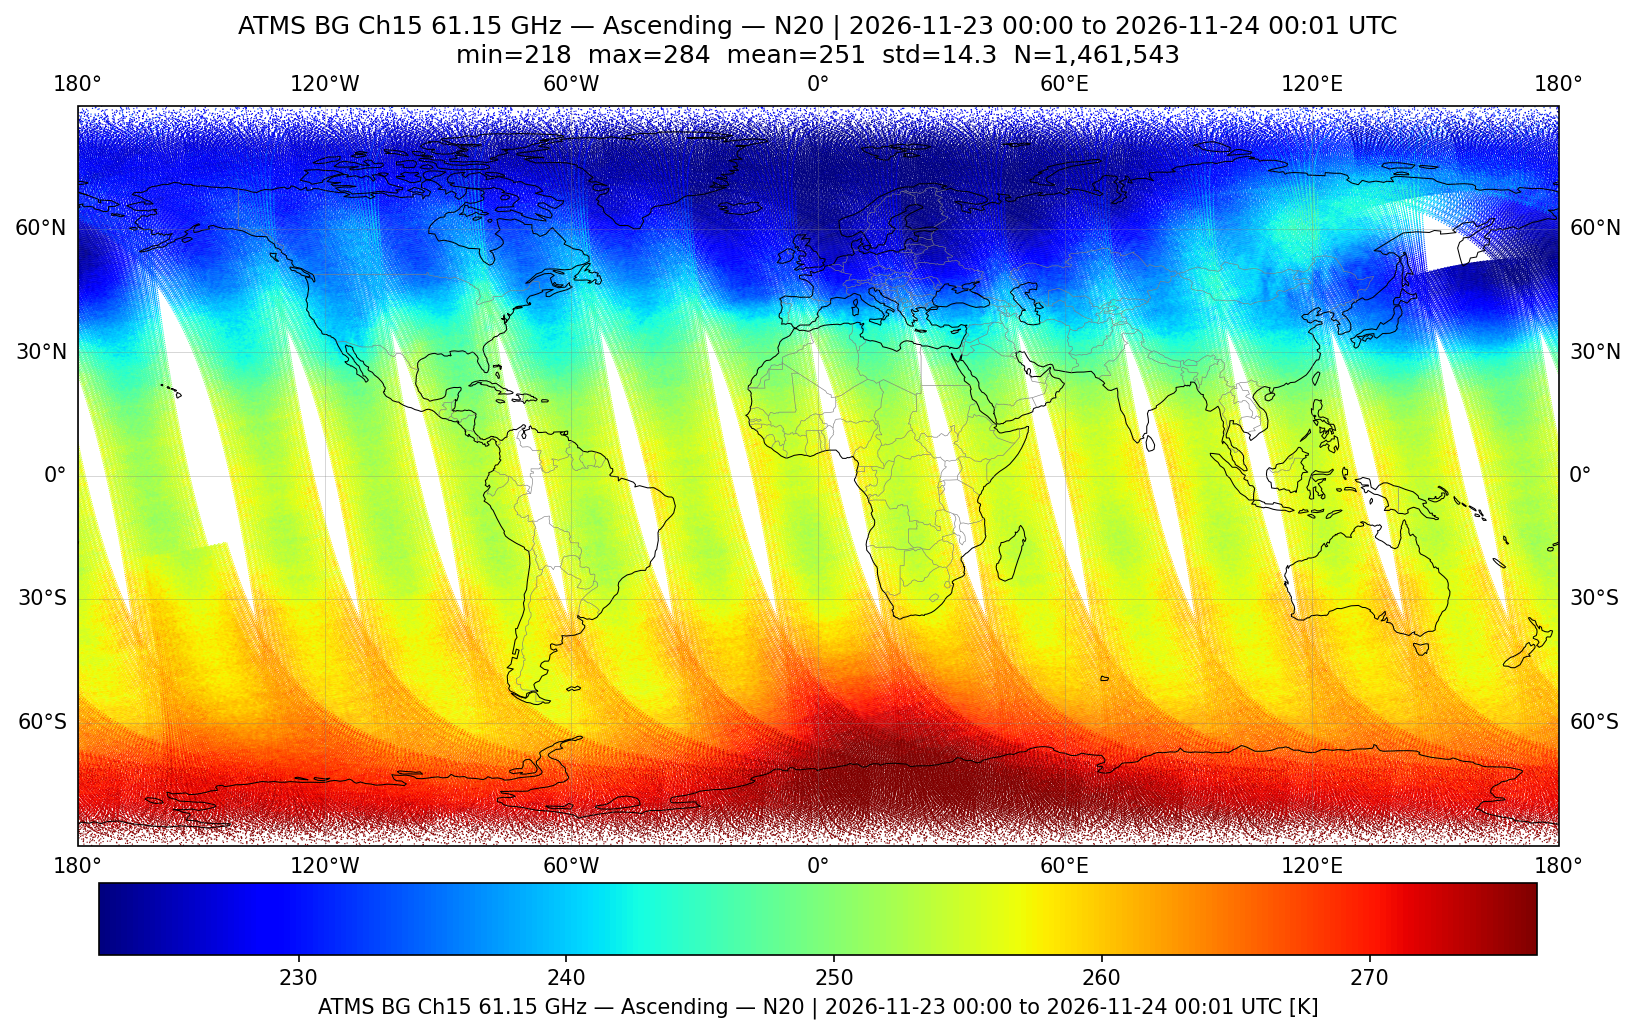 ATMS BG Ch15 61.15 GHz — Ascending — N20 | 2026-11-23 00:00 to 2026-11-24 00:01 UTC
min=218 max=284 mean=251 std=14.3 N=1,461,543
180° 120°W 60°W 0° 60°E 120°E 180°
60°N 60°N
30°N 30°N
0° 0°
30°S 30°S
60°S 60°S
180° 120°W 60°W 0° 60°E 120°E 180°
230 240 250 260 270
ATMS BG Ch15 61.15 GHz — Ascending — N20 | 2026-11-23 00:00 to 2026-11-24 00:01 UTC [K]